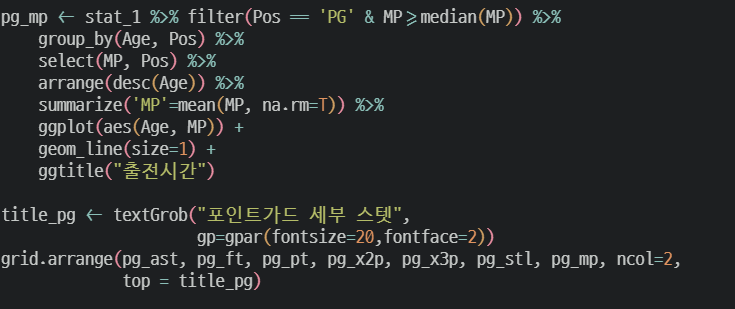 pg_mp <- stat_1 %>% filter(Pos == 'PG' & MP>=median(MP)) %>%
    group_by(Age, Pos) %>%
    select(MP, Pos) %>%
    arrange(desc(Age)) %>%
    summarize('MP'=mean(MP, na.rm=T)) %>%
    ggplot(aes(Age, MP)) +
    geom_line(size=1) +
    ggtitle("출전시간")

title_pg <- textGrob("포인트가드 세부 스텟",
                     gp=gpar(fontsize=20,fontface=2))
grid.arrange(pg_ast, pg_ft, pg_pt, pg_x2p, pg_x3p, pg_stl, pg_mp, ncol=2,
             top = title_pg)